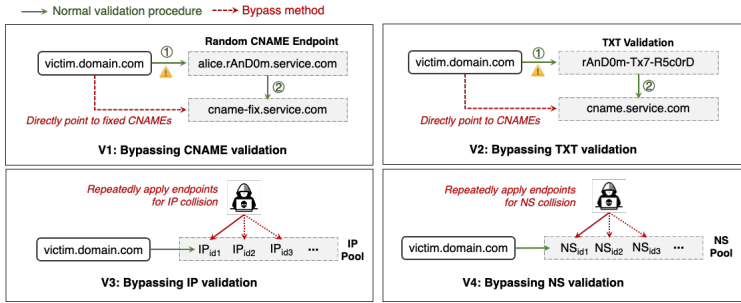 Normal validation procedure
Bypass method
Random CNAME Endpoint
①
victim.domain.com
alice.rAnD0m.service.com
②
cname-fix.service.com
Directly point to fixed CNAMEs
V1: Bypassing CNAME validation
TXT Validation
①
victim.domain.com
rAnD0m-Tx7-R5c0rD
②
cname.service.com
Directly point to CNAMEs
V2: Bypassing TXT validation
Repeatedly apply endpoints
for IP collision
victim.domain.com
IPid1 IPid2 IPid3 ...
IP
Pool
V3: Bypassing IP validation
Repeatedly apply endpoints
for NS collision
victim.domain.com
NSid1 NSid2 NSid3 ...
NS
Pool
V4: Bypassing NS validation